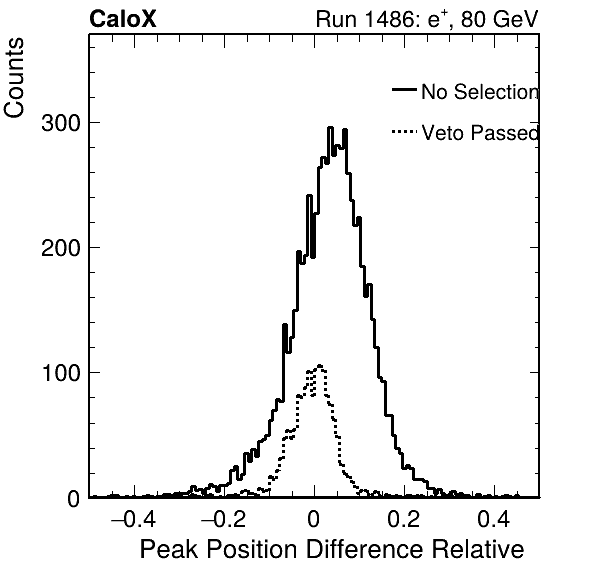 CaloX Run 1486: e⁺, 80 GeV
Counts
No Selection
Veto Passed
300
200
100
0
−0.4 −0.2 0 0.2 0.4
Peak Position Difference Relative